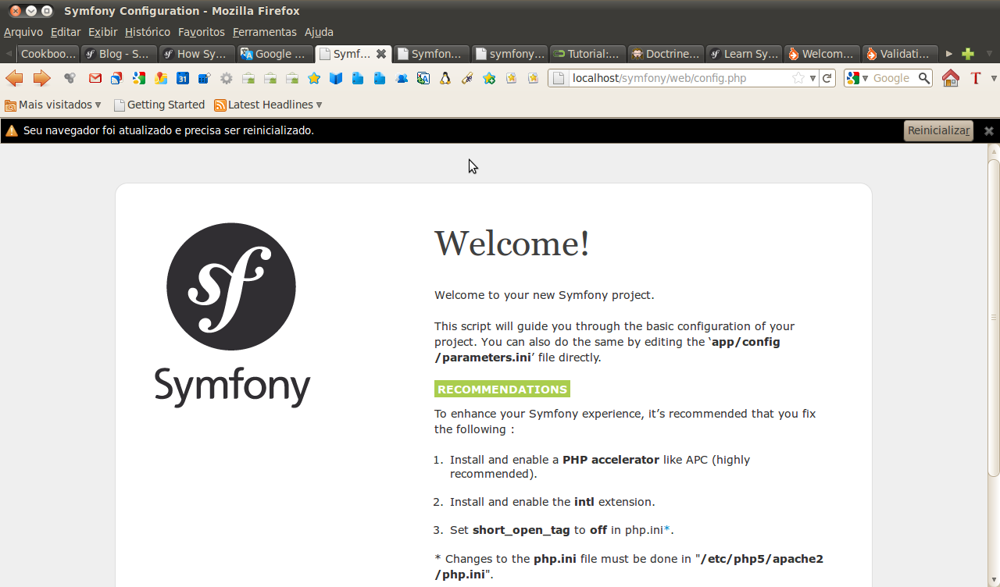 Symfony Configuration - Mozilla Firefox
Arquivo Editar Exibir Histórico Favoritos Ferramentas Ajuda
Cookboo... Blog - S... How Sy... Google ... Symf... Symfon... symfony... Tutorial:... Doctrine... Learn Sy... Welcom... Validati...
31 localhost/symfony/web/config.php Google T
Mais visitados Getting Started Latest Headlines
Seu navegador foi atualizado e precisa ser reinicializado. Reinicializar
sf
Symfony
Welcome!
Welcome to your new Symfony project.
This script will guide you through the basic configuration of your
project. You can also do the same by editing the ‘app/config
/parameters.ini’ file directly.
RECOMMENDATIONS
To enhance your Symfony experience, it’s recommended that you fix
the following :
1. Install and enable a PHP accelerator like APC (highly
recommended).
2. Install and enable the intl extension.
3. Set short_open_tag to off in php.ini*.
* Changes to the php.ini file must be done in "/etc/php5/apache2
/php.ini".